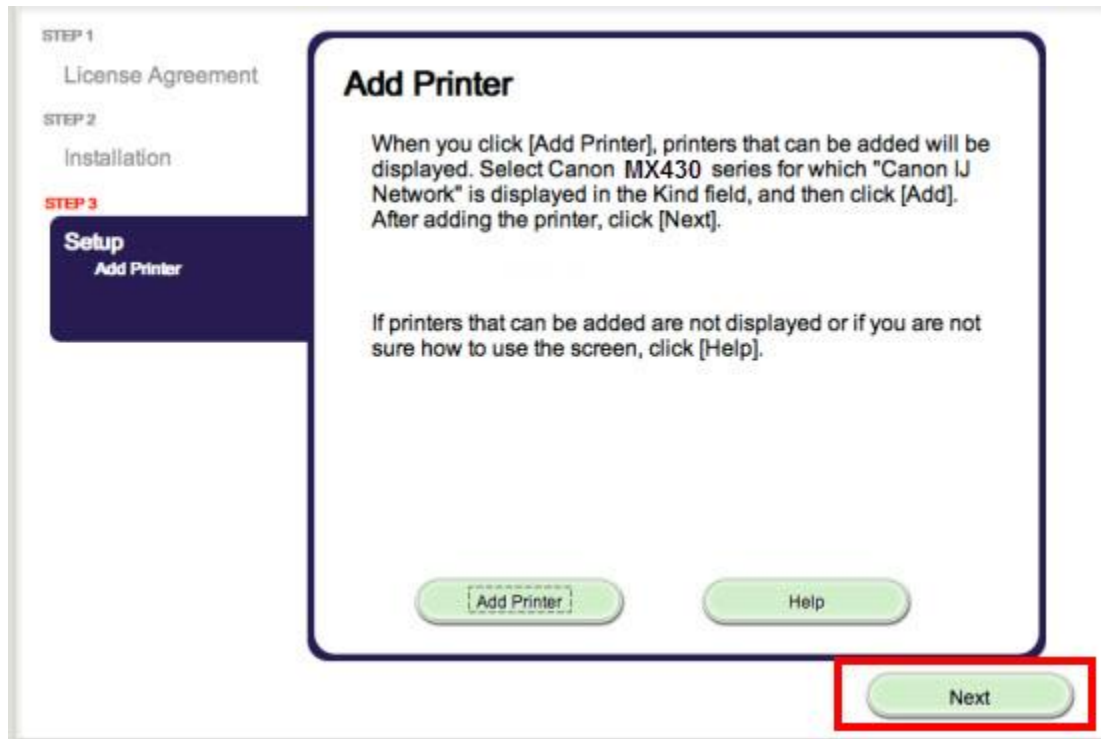 STEP 1
License Agreement
STEP 2
Installation
STEP 3
Setup
Add Printer
Add Printer
When you click [Add Printer], printers that can be added will be
displayed. Select Canon MX430 series for which "Canon IJ
Network" is displayed in the Kind field, and then click [Add].
After adding the printer, click [Next].
If printers that can be added are not displayed or if you are not
sure how to use the screen, click [Help].
Add Printer
Help
Next